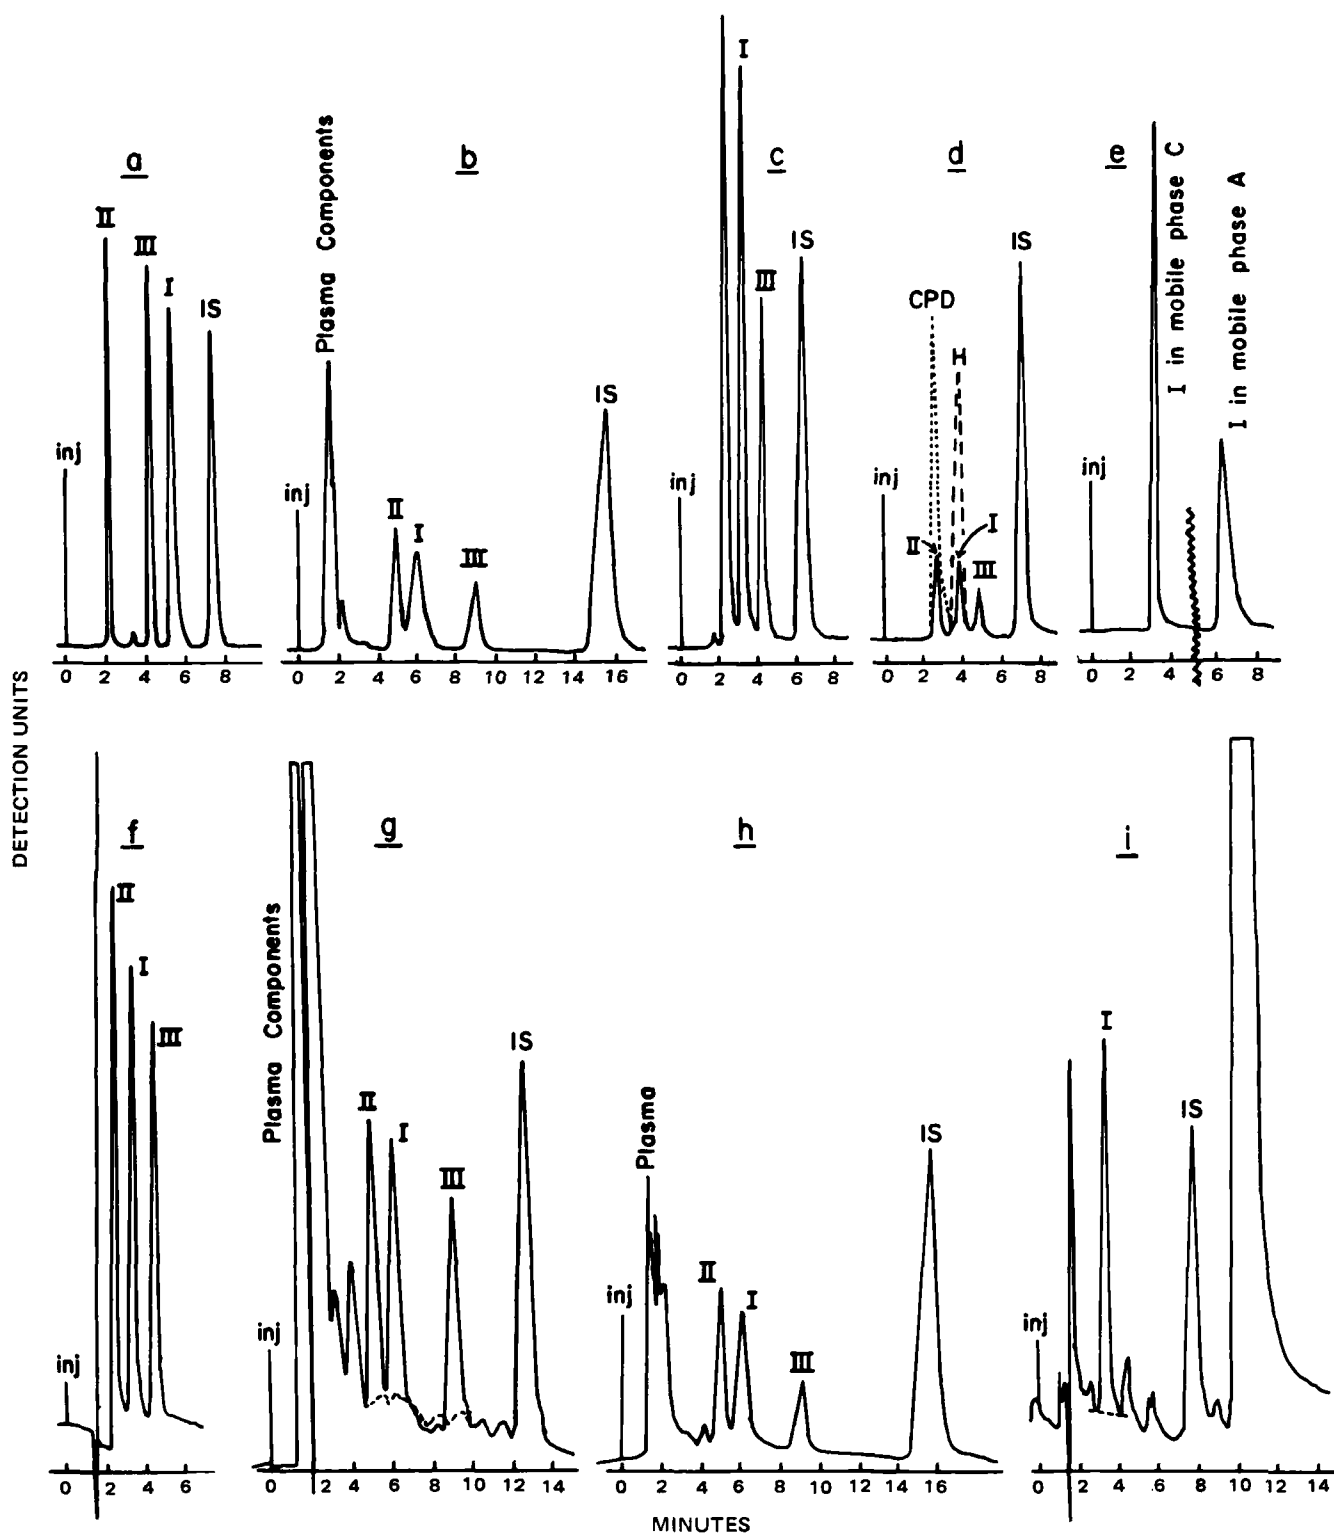 a
II
III
I
IS
inj
0 2 4 6 8
b
Plasma Components
inj
II
I
III
IS
0 2 4 6 8 10 12 14 16
c
I
III
IS
inj
0 2 4 6 8
d
CPD
H
II
I
III
IS
inj
0 2 4 6 8
e
inj
I in mobile phase C
I in mobile phase A
0 2 4 6 8
DETECTION UNITS
f
II
I
III
inj
0 2 4 6
g
Plasma Components
inj
II
I
III
IS
0 2 4 6 8 10 12 14
h
Plasma
inj
II
I
III
IS
0 2 4 6 8 10 12 14 16
i
I
IS
inj
0 2 4 6 8 10 12 14
MINUTES